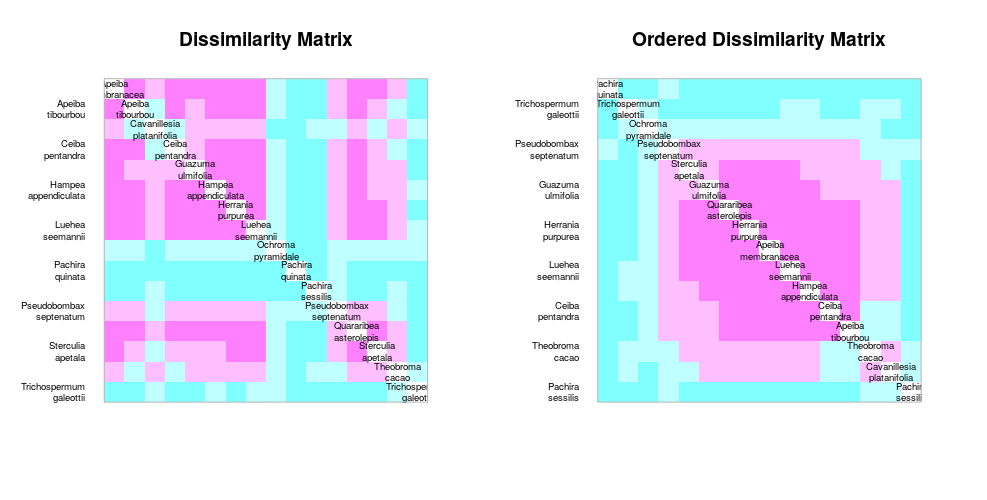 Dissimilarity Matrix
Apeiba
tibourbou
Ceiba
pentandra
Hampea
appendiculata
Luehea
seemannii
Pachira
quinata
Pseudobombax
septenatum
Sterculia
apetala
Trichospermum
galeottii
peiba
branacea
Apeiba
tibourbou
Cavanillesia
platanifolia
Ceiba
pentandra
Guazuma
ulmifolia
Hampea
appendiculata
Herrania
purpurea
Luehea
seemannii
Ochroma
pyramidale
Pachira
quinata
Pachira
sessilis
Pseudobombax
septenatum
Quararibea
asterolepis
Sterculia
apetala
Theobroma
cacao
Trichosper
galeot
Ordered Dissimilarity Matrix
Trichospermum
galeottii
Pseudobombax
septenatum
Guazuma
ulmifolia
Herrania
purpurea
Luehea
seemannii
Ceiba
pentandra
Theobroma
cacao
Pachira
sessilis
achira
uinata
Trichospermum
galeottii
Ochroma
pyramidale
Pseudobombax
septenatum
Sterculia
apetala
Guazuma
ulmifolia
Quararibea
asterolepis
Herrania
purpurea
Apeiba
membranacea
Luehea
seemannii
Hampea
appendiculata
Ceiba
pentandra
Apeiba
tibourbou
Theobroma
cacao
Cavanillesia
platanifolia
Pachir
sessili